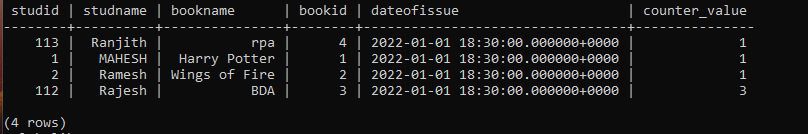 studid | studname | bookname      | bookid | dateofissue                     | counter_value
--------+----------+---------------+--------+---------------------------------+---------------
    113 |  Ranjith |           rpa |      4 | 2022-01-01 18:30:00.000000+0000 |             1
      1 |   MAHESH |  Harry Potter |      1 | 2022-01-01 18:30:00.000000+0000 |             1
      2 |   Ramesh | Wings of Fire |      2 | 2022-01-01 18:30:00.000000+0000 |             1
    112 |   Rajesh |           BDA |      3 | 2022-01-01 18:30:00.000000+0000 |             3
(4 rows)